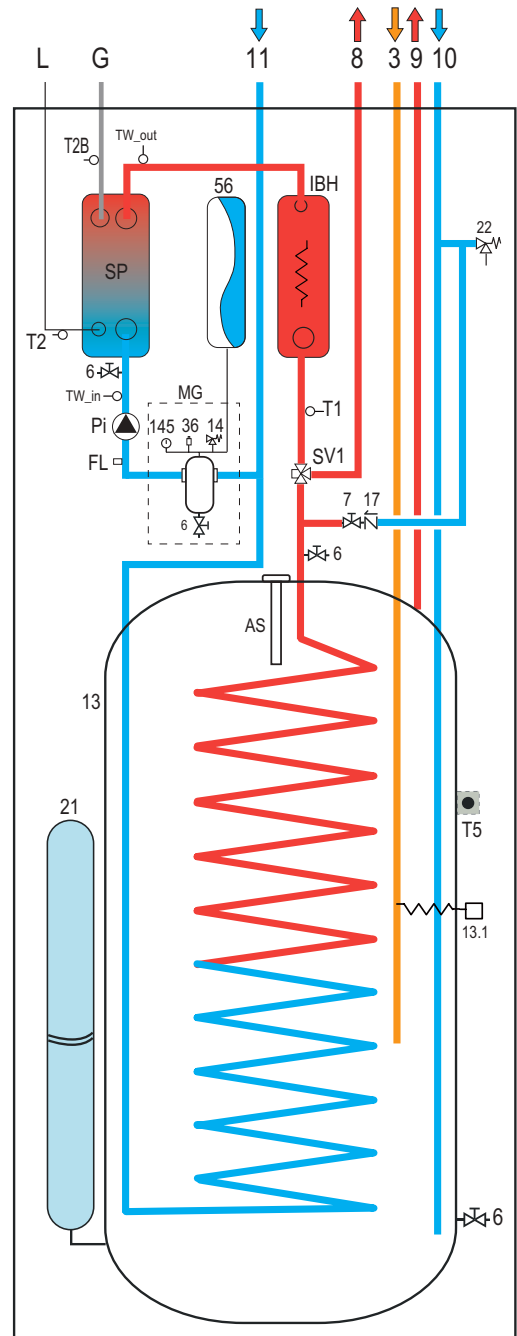 L G 11 8 3 9 10
T2B
TW_out
56
IBH
22
SP
T2
6
TW_in
MG
T1
Pi
145 36 14
FL
SV1
6
7 17
6
AS
13
21
T5
13.1
6